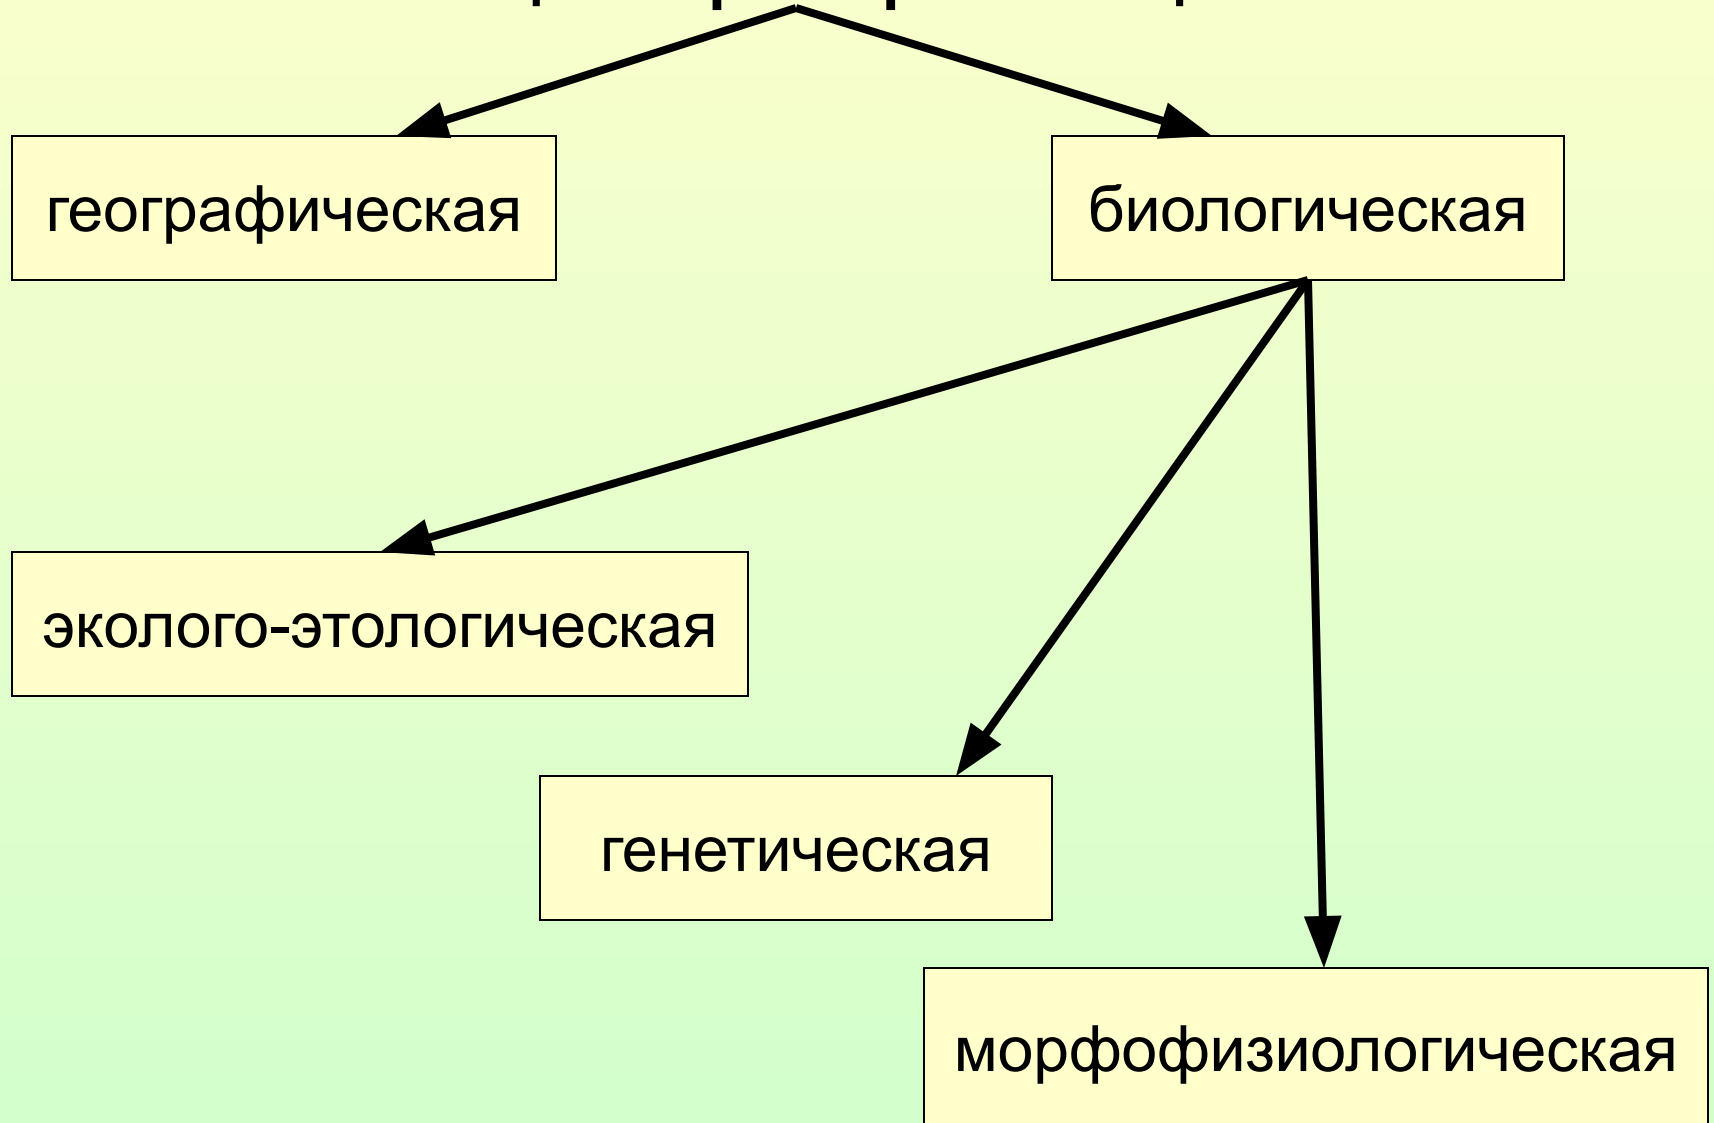 географическая
биологическая
эколого-этологическая
генетическая
морфофизиологическая